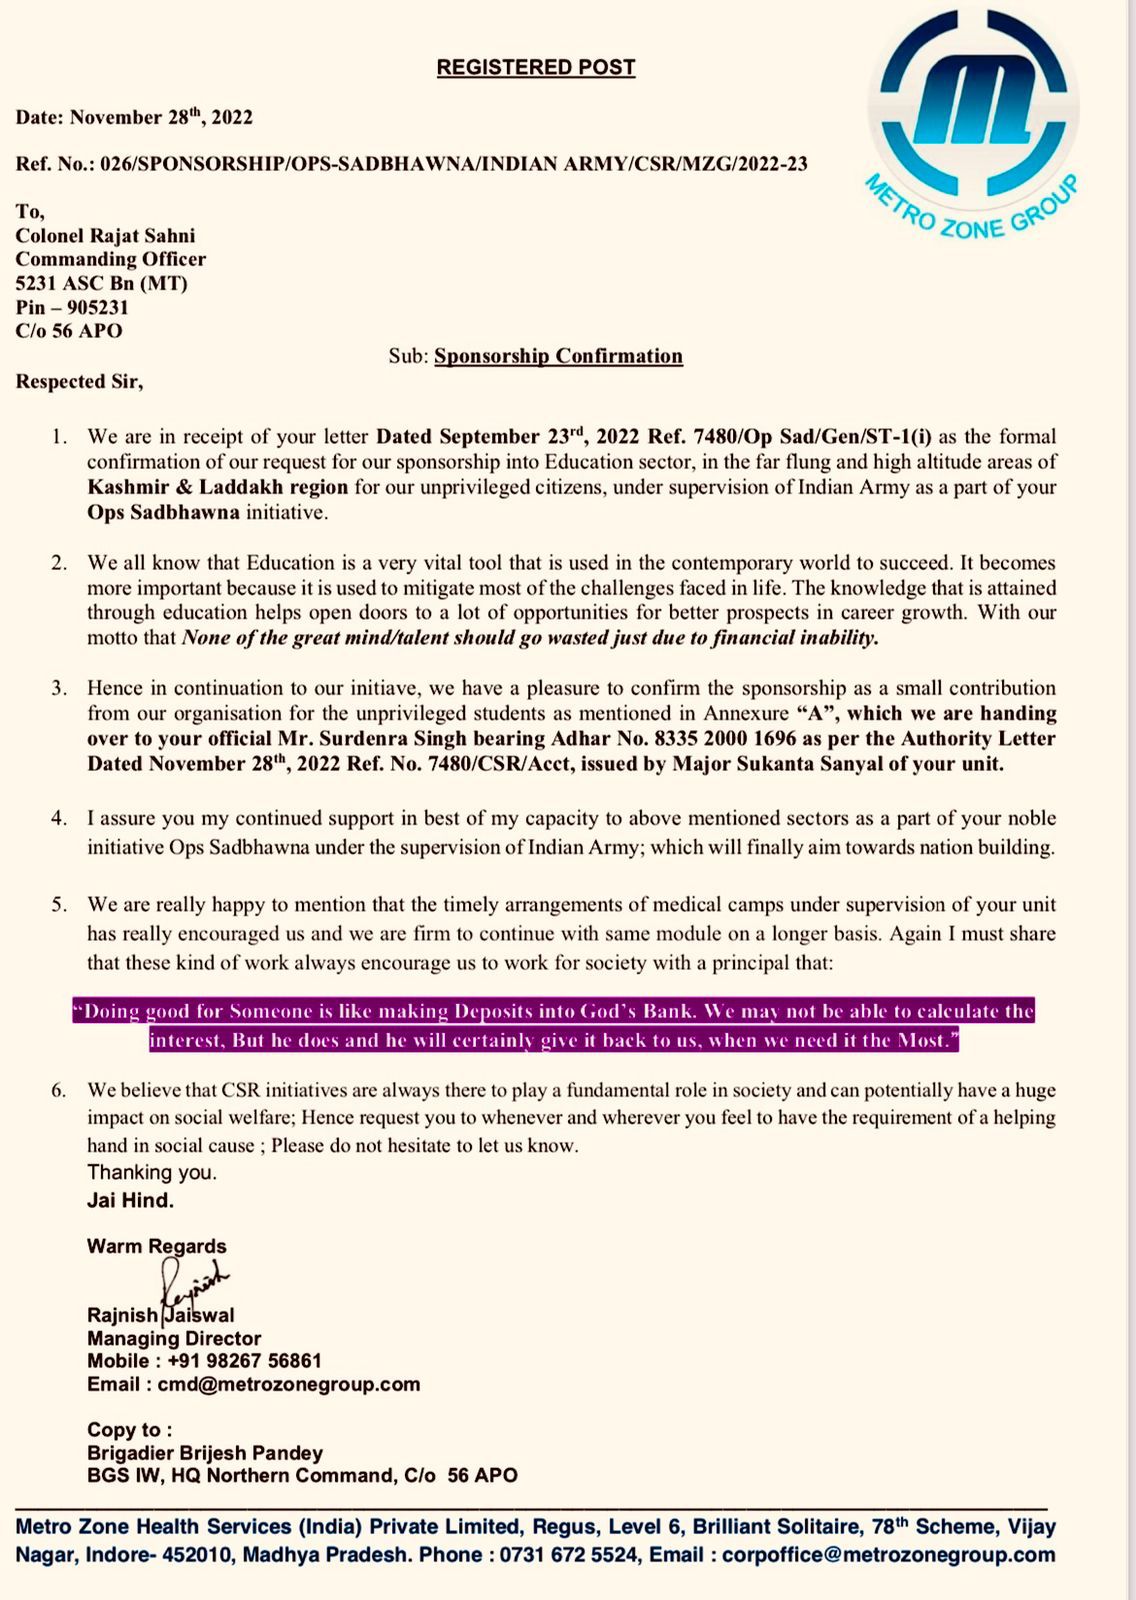 REGISTERED POST
METRO ZONE GROUP
Date: November 28th, 2022
Ref. No.: 026/SPONSORSHIP/OPS-SADBHAWNA/INDIAN ARMY/CSR/MZG/2022-23
To,
Colonel Rajat Sahni
Commanding Officer
5231 ASC Bn (MT)
Pin – 905231
C/o 56 APO
Sub: Sponsorship Confirmation
Respected Sir,
1. We are in receipt of your letter Dated September 23rd, 2022 Ref. 7480/Op Sad/Gen/ST-1(i) as the formal
confirmation of our request for our sponsorship into Education sector, in the far flung and high altitude areas of
Kashmir & Laddakh region for our unprivileged citizens, under supervision of Indian Army as a part of your
Ops Sadbhawna initiative.
2. We all know that Education is a very vital tool that is used in the contemporary world to succeed. It becomes
more important because it is used to mitigate most of the challenges faced in life. The knowledge that is attained
through education helps open doors to a lot of opportunities for better prospects in career growth. With our
motto that None of the great mind/talent should go wasted just due to financial inability.
3. Hence in continuation to our initiave, we have a pleasure to confirm the sponsorship as a small contribution
from our organisation for the unprivileged students as mentioned in Annexure “A”, which we are handing
over to your official Mr. Surdenra Singh bearing Adhar No. 8335 2000 1696 as per the Authority Letter
Dated November 28th, 2022 Ref. No. 7480/CSR/Acct, issued by Major Sukanta Sanyal of your unit.
4. I assure you my continued support in best of my capacity to above mentioned sectors as a part of your noble
initiative Ops Sadbhawna under the supervision of Indian Army; which will finally aim towards nation building.
5. We are really happy to mention that the timely arrangements of medical camps under supervision of your unit
has really encouraged us and we are firm to continue with same module on a longer basis. Again I must share
that these kind of work always encourage us to work for society with a principal that:
“Doing good for Someone is like making Deposits into God’s Bank. We may not be able to calculate the
interest, But he does and he will certainly give it back to us, when we need it the Most.”
6. We believe that CSR initiatives are always there to play a fundamental role in society and can potentially have a huge
impact on social welfare; Hence request you to whenever and wherever you feel to have the requirement of a helping
hand in social cause ; Please do not hesitate to let us know.
Thanking you.
Jai Hind.
Warm Regards
Rajnish
Rajnish Jaiswal
Managing Director
Mobile : +91 98267 56861
Email : cmd@metrozonegroup.com
Copy to :
Brigadier Brijesh Pandey
BGS IW, HQ Northern Command, C/o 56 APO
Metro Zone Health Services (India) Private Limited, Regus, Level 6, Brilliant Solitaire, 78th Scheme, Vijay
Nagar, Indore- 452010, Madhya Pradesh. Phone : 0731 672 5524, Email : corpoffice@metrozonegroup.com